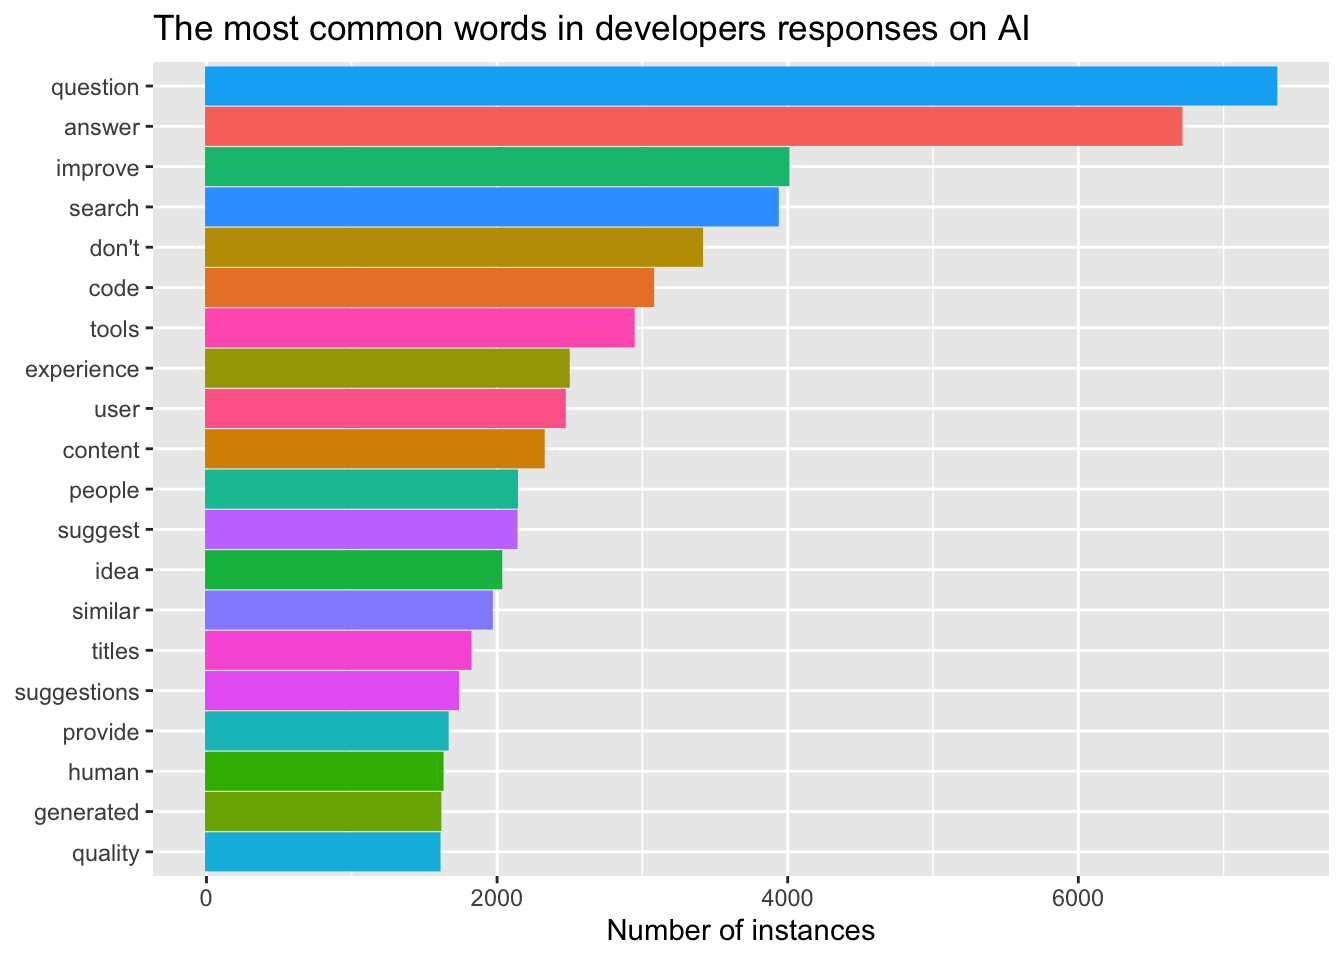 The most common words in developers responses on AI
question
answer
improve
search
don't
code
tools
experience
user
content
people
suggest
idea
similar
titles
suggestions
provide
human
generated
quality
0 2000 4000 6000
Number of instances